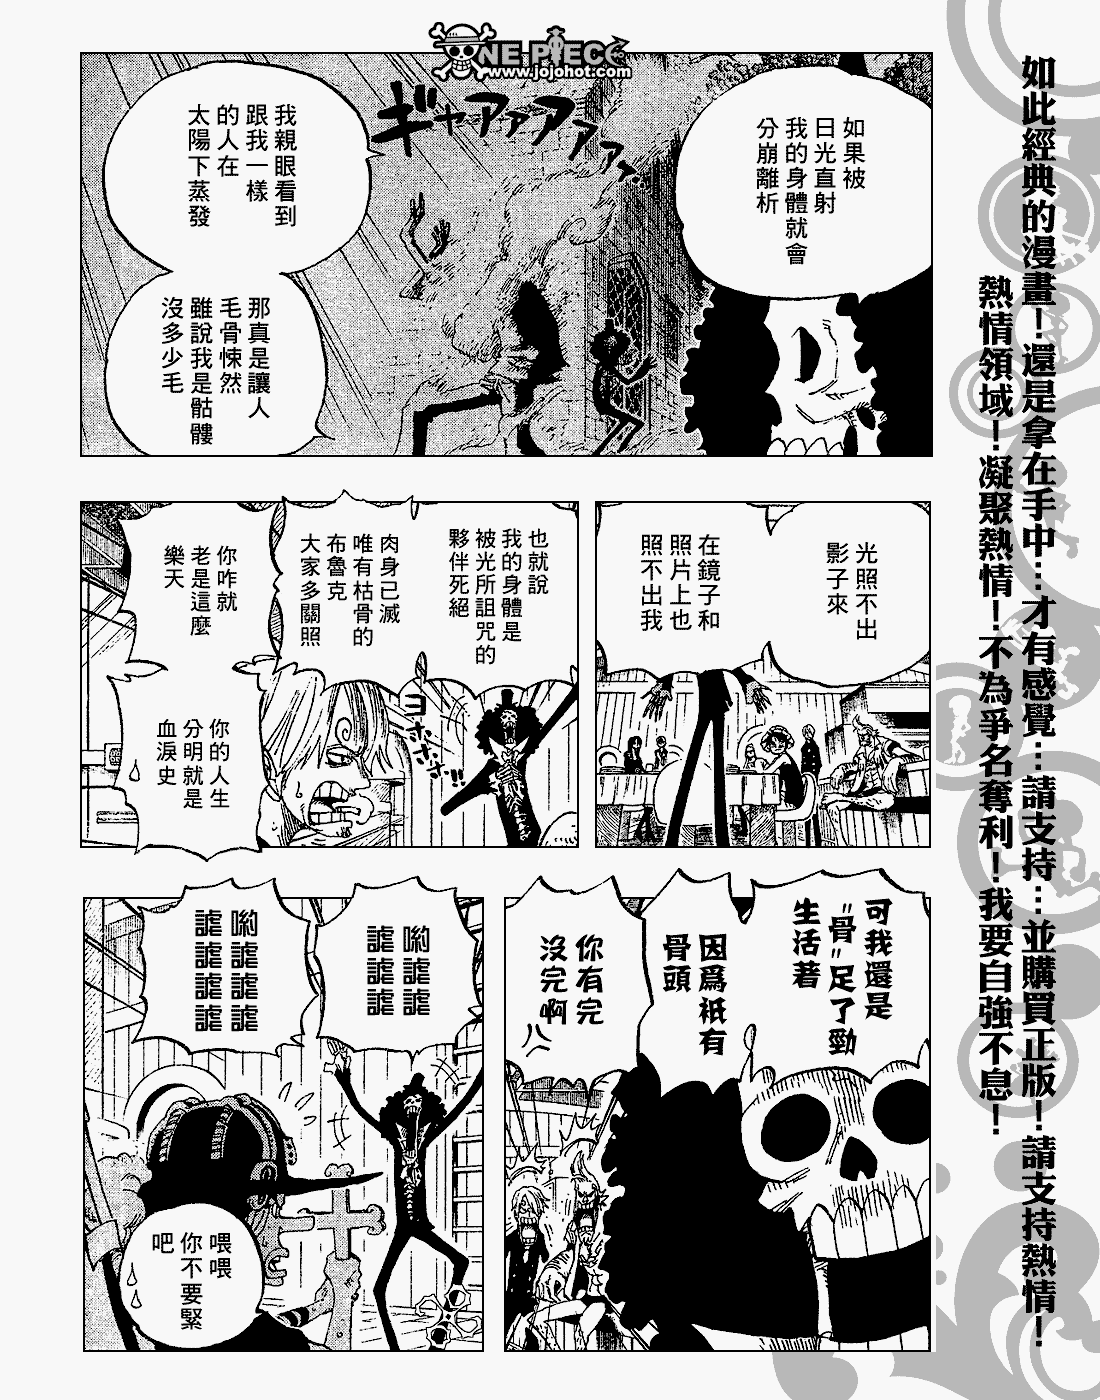 ONE PIECE
www.jojohot.com
如果被
日光直射
我的身體就會
分崩離析
ギャアアアアアア
我親眼看到
跟我一樣
的人在
太陽下蒸發
那真是讓人
毛骨悚然
雖說我是骷髏
沒多少毛
光照不出
影子來
在鏡子和
照片上也
照不出我
也就說
我的身體是
被光所詛咒的
夥伴死絕
肉身已滅
唯有枯骨的
布魯克
大家多關照
ヨホホホ
你咋就
老是這麼
樂天
你的人生
分明就是
血淚史
可我還是
"骨"足了勁
生活著
因爲衹有
骨頭
你有完
沒完啊
喲謔謔
謔謔謔
喲謔謔謔
謔謔謔謔
喂喂
你不要緊
吧
如此經典的漫畫！還是拿在手中…才有感覺…請支持…並購買正版！請支持熱情！
熱情領域！凝聚熱情！不為爭名奪利！我要自強不息！